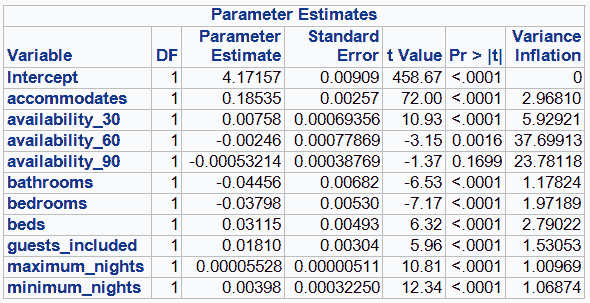 Parameter Estimates
Variable DF Parameter Estimate Standard Error t Value Pr > |t| Variance Inflation
Intercept 1 4.17157 0.00909 458.67 <.0001 0
accommodates 1 0.18535 0.00257 72.00 <.0001 2.96810
availability_30 1 0.00758 0.00069356 10.93 <.0001 5.92921
availability_60 1 -0.00246 0.00077869 -3.15 0.0016 37.69913
availability_90 1 -0.00053214 0.00038769 -1.37 0.1699 23.78118
bathrooms 1 -0.04456 0.00682 -6.53 <.0001 1.17824
bedrooms 1 -0.03798 0.00530 -7.17 <.0001 1.97189
beds 1 0.03115 0.00493 6.32 <.0001 2.79022
guests_included 1 0.01810 0.00304 5.96 <.0001 1.53053
maximum_nights 1 0.00005528 0.00000511 10.81 <.0001 1.00969
minimum_nights 1 0.00398 0.00032250 12.34 <.0001 1.06874